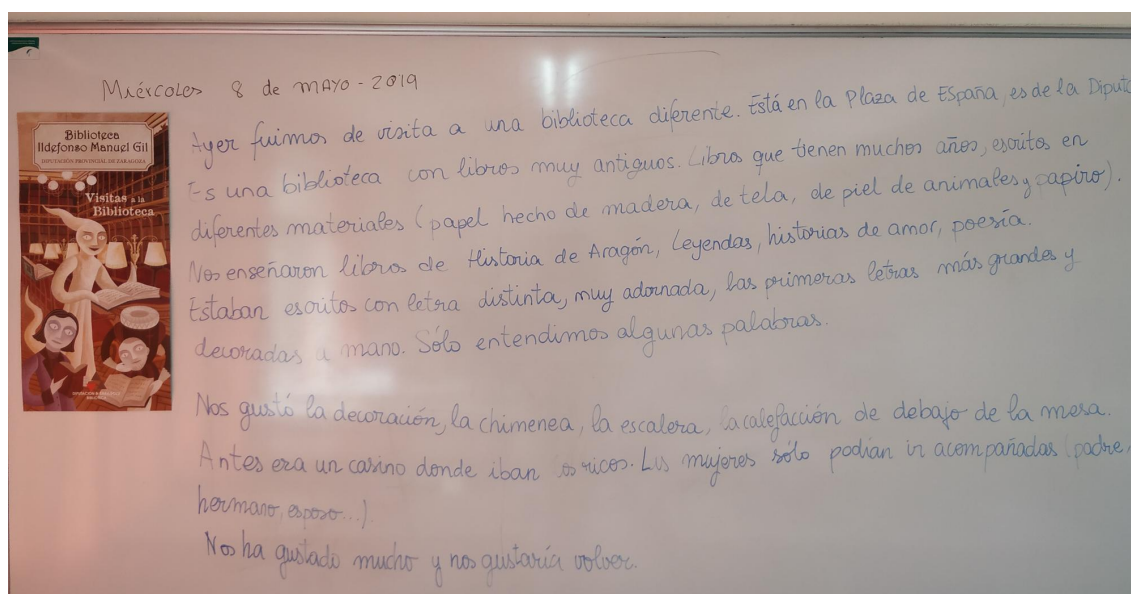 Miércoles 8 de mayo - 2019
Biblioteca
Ildefonso Manuel Gil
DIPUTACIÓN PROVINCIAL DE ZARAGOZA
Visitas a la
Biblioteca
Ayer fuimos de visita a una biblioteca diferente. Está en la Plaza de España, es de la Diputa
Es una biblioteca con libros muy antiguos. Libros que tienen muchos años, escritos en
diferentes materiales (papel hecho de madera, de tela, de piel de animales y papiro).
Nos enseñaron libros de Historia de Aragón, Leyendas, historias de amor, poesía.
Estaban escritos con letra distinta, muy adornada, las primeras letras más grandes y
decoradas a mano. Sólo entendimos algunas palabras.
Nos gustó la decoración, la chimenea, la escalera, la calefacción de debajo de la mesa.
Antes era un casino donde iban los ricos. Las mujeres sólo podían ir acompañadas (padre,
hermano, esposo...)
Nos ha gustado mucho y nos gustaría volver.